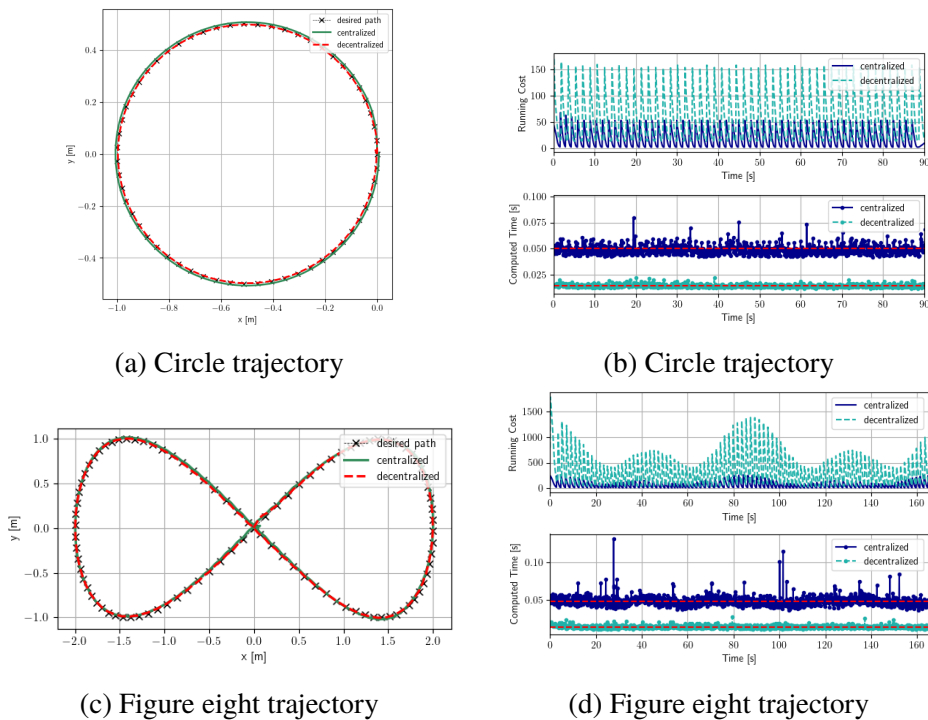 0.4
0.2
0.0
−0.2
−0.4
y [m]
−1.0 −0.8 −0.6 −0.4 −0.2 0.0
x [m]
desired path
centralized
decentralized
(a) Circle trajectory
150
100
50
0
Running Cost
centralized
decentralized
0 10 20 30 40 50 60 70 80 90
Time [s]
0.100
0.075
0.050
0.025
Computed Time [s]
centralized
decentralized
0 10 20 30 40 50 60 70 80 90
Time [s]
(b) Circle trajectory
1.0
0.5
0.0
−0.5
−1.0
y [m]
desired path
centralized
decentralized
−2.0 −1.5 −1.0 −0.5 0.0 0.5 1.0 1.5 2.0
x [m]
(c) Figure eight trajectory
1500
1000
500
0
Running Cost
centralized
decentralized
0 20 40 60 80 100 120 140 160
Time [s]
0.10
0.05
Computed Time [s]
centralized
decentralized
0 20 40 60 80 100 120 140 160
Time [s]
(d) Figure eight trajectory